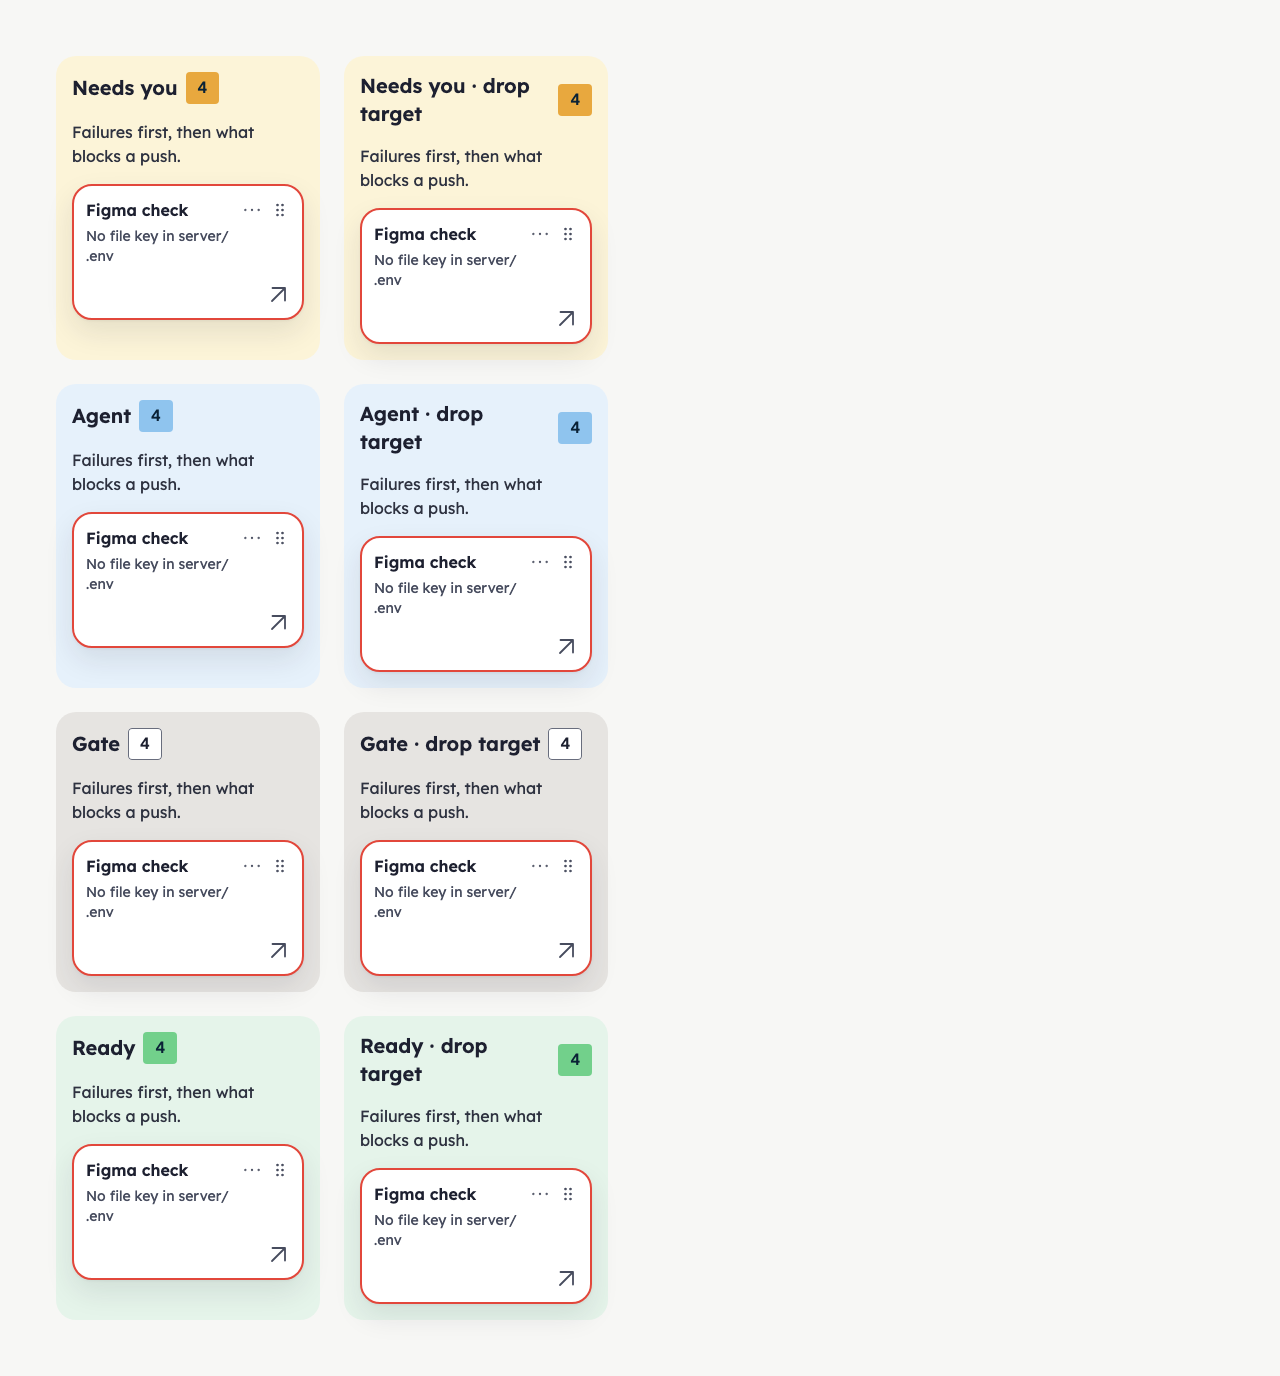 Needs you 4
Failures first, then what
blocks a push.
Figma check
No file key in server/
.env
Needs you · drop
target 4
Failures first, then what
blocks a push.
Figma check
No file key in server/
.env
Agent 4
Failures first, then what
blocks a push.
Figma check
No file key in server/
.env
Agent · drop
target 4
Failures first, then what
blocks a push.
Figma check
No file key in server/
.env
Gate 4
Failures first, then what
blocks a push.
Figma check
No file key in server/
.env
Gate · drop target 4
Failures first, then what
blocks a push.
Figma check
No file key in server/
.env
Ready 4
Failures first, then what
blocks a push.
Figma check
No file key in server/
.env
Ready · drop
target 4
Failures first, then what
blocks a push.
Figma check
No file key in server/
.env